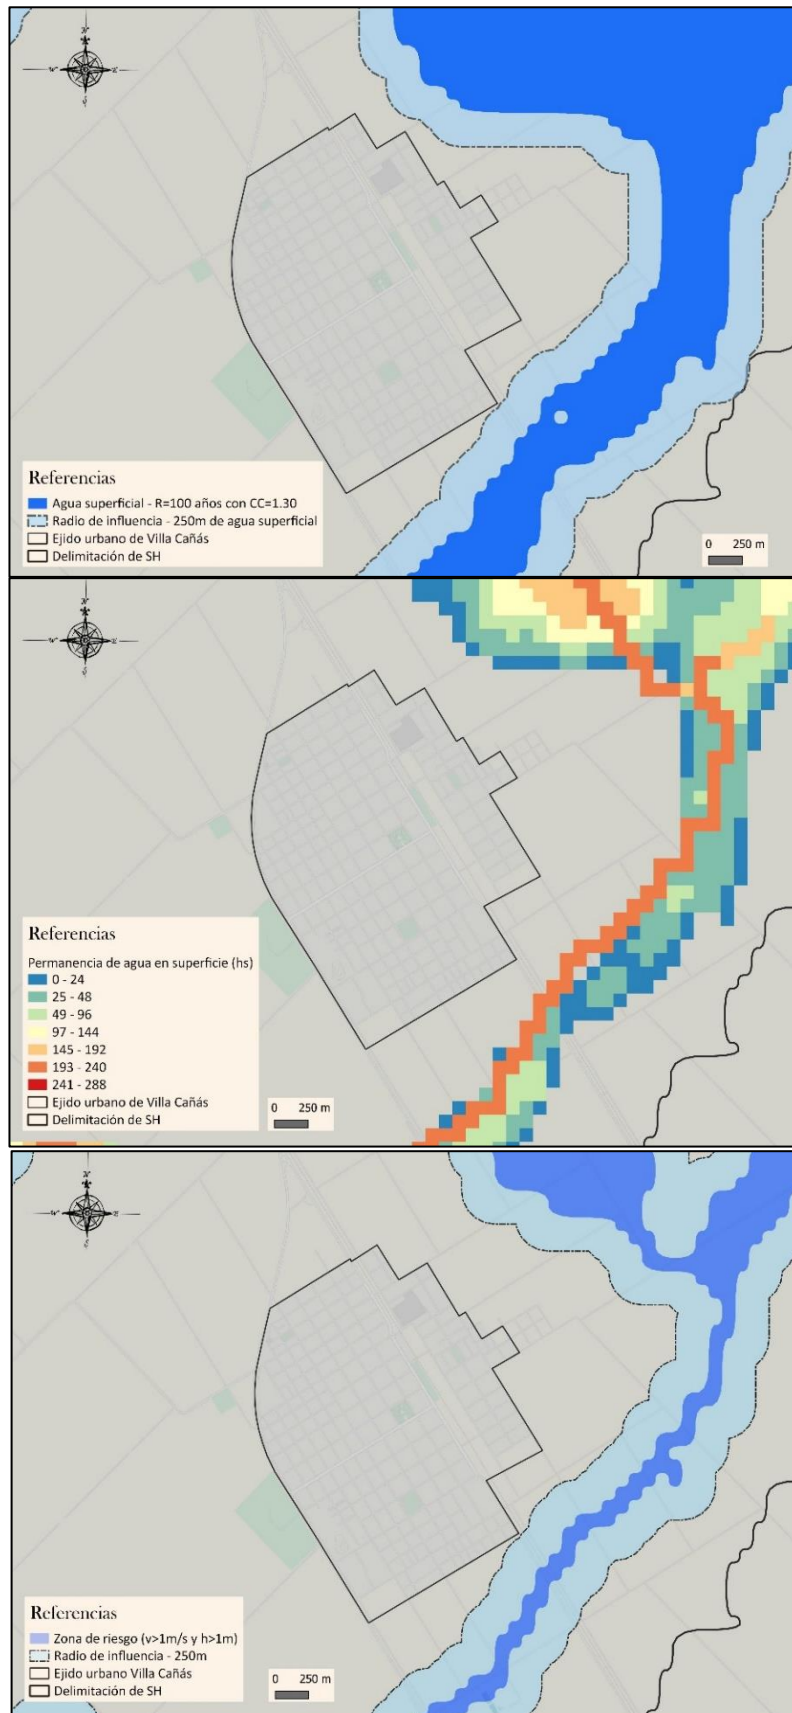 N
W
E
S
Referencias
Agua superficial - R=100 años con CC=1.30
Radio de influencia - 250m de agua superficial
Ejido urbano de Villa Cañás
Delimitación de SH
0 250 m
N
W
E
S
Referencias
Permanencia de agua en superficie (hs)
0 - 24
25 - 48
49 - 96
97 - 144
145 - 192
193 - 240
241 - 288
Ejido urbano de Villa Cañás
Delimitación de SH
0 250 m
N
W
E
S
Referencias
Zona de riesgo (v>1m/s y h>1m)
Radio de influencia - 250m
Ejido urbano Villa Cañás
Delimitación de SH
0 250 m